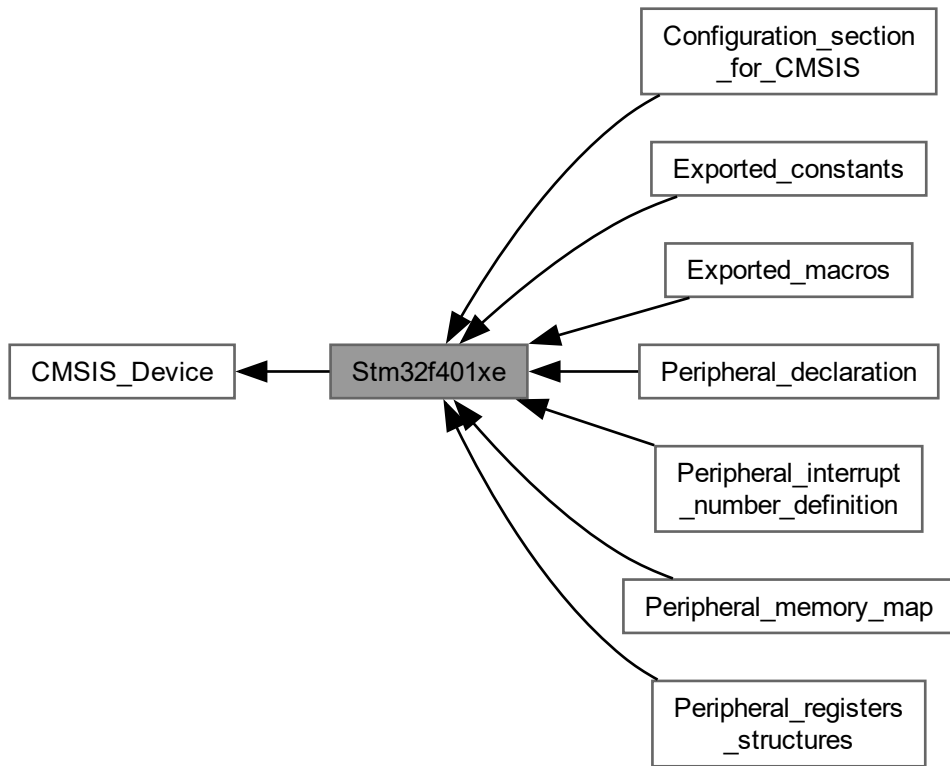 Configuration_section
_for_CMSIS
Exported_constants
Exported_macros
CMSIS_Device
Stm32f401xe
Peripheral_declaration
Peripheral_interrupt
_number_definition
Peripheral_memory_map
Peripheral_registers
_structures